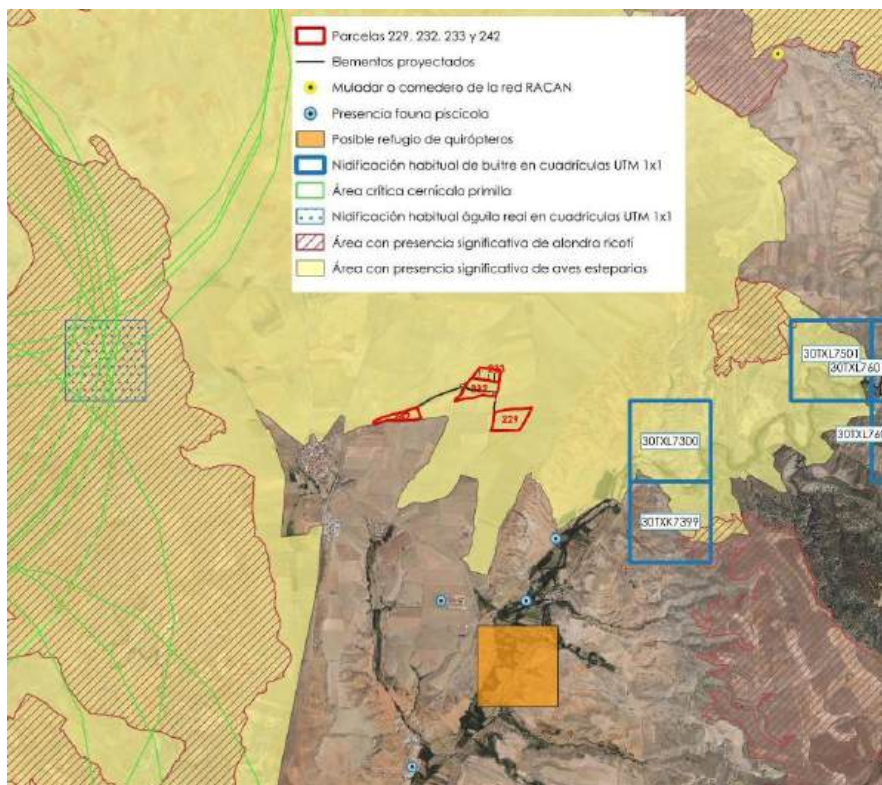 Parcelas 229, 232, 233 y 242
Elementos proyectados
Muladar o comedero de la red RACAN
Presencia fauna piscícola
Posible refugio de quirópteros
Nidificación habitual de buitre en cuadrículas UTM 1x1
Área crítica cernícalo primilla
Nidificación habitual águila real en cuadrículas UTM 1x1
Área con presencia significativa de alondra ricotí
Área con presencia significativa de aves esteparias
30TXL7501
30TXL760
233
232
242
229
30TXL7300
30TXL760
30TXK7399